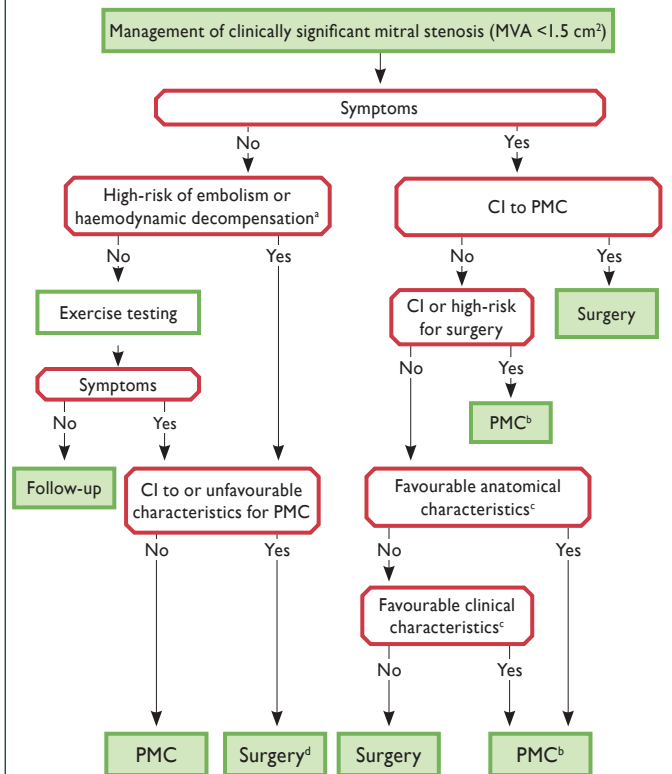 Management of clinically significant mitral stenosis (MVA <1.5 cm²)
Symptoms
No
Yes
High-risk of embolism or
haemodynamic decompensationᵃ
CI to PMC
No
Yes
No
Yes
Exercise testing
CI or high-risk
for surgery
Surgery
Symptoms
No
Yes
No
Yes
PMCᵇ
Follow-up
CI to or unfavourable
characteristics for PMC
Favourable anatomical
characteristicsᶜ
No
Yes
No
Yes
Favourable clinical
characteristicsᶜ
No
Yes
PMC
Surgeryᵈ
Surgery
PMCᵇ